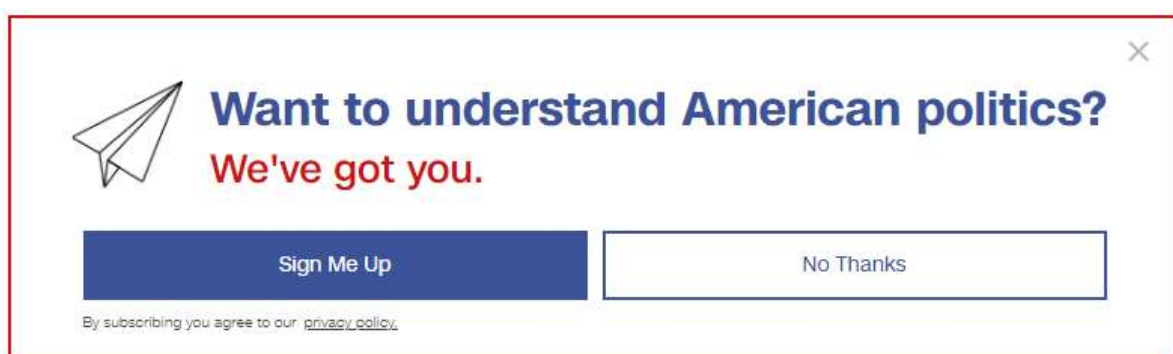 Want to understand American politics?
We've got you.
Sign Me Up
No Thanks
By subscribing you agree to our privacy policy.